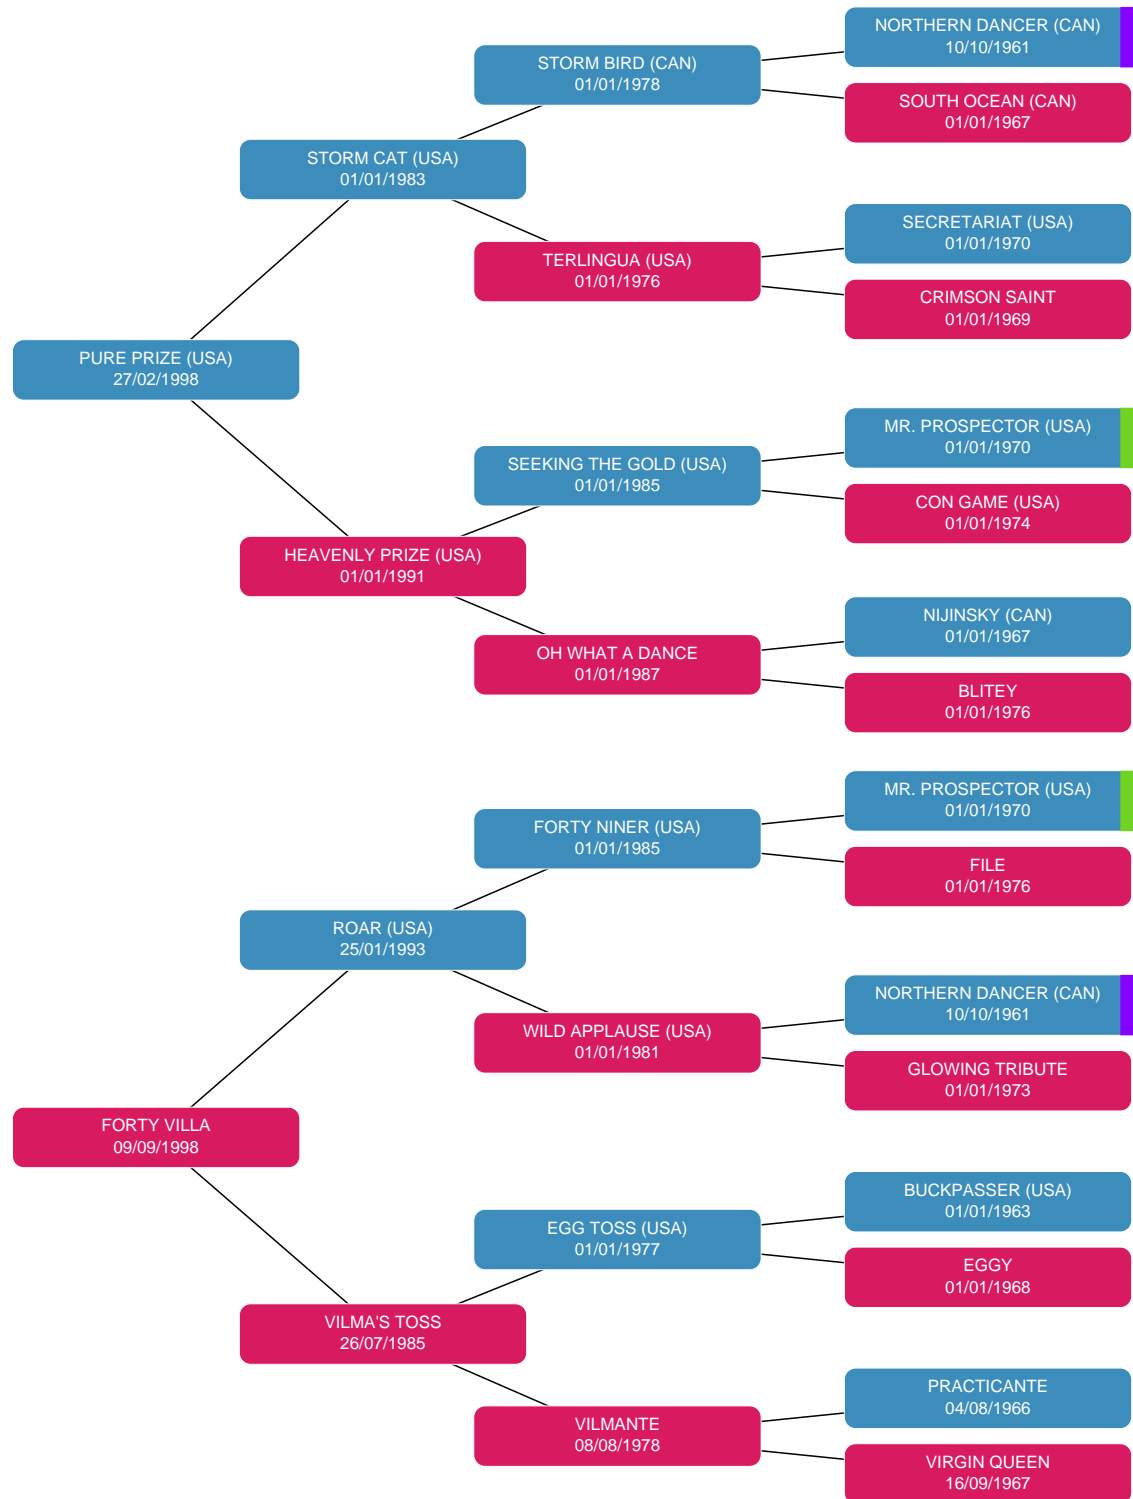 NORTHERN DANCER (CAN)
10/10/1961
STORM BIRD (CAN)
01/01/1978
SOUTH OCEAN (CAN)
01/01/1967
STORM CAT (USA)
01/01/1983
SECRETARIAT (USA)
01/01/1970
TERLINGUA (USA)
01/01/1976
CRIMSON SAINT
01/01/1969
PURE PRIZE (USA)
27/02/1998
MR. PROSPECTOR (USA)
01/01/1970
SEEKING THE GOLD (USA)
01/01/1985
CON GAME (USA)
01/01/1974
HEAVENLY PRIZE (USA)
01/01/1991
NIJINSKY (CAN)
01/01/1967
OH WHAT A DANCE
01/01/1987
BLITEY
01/01/1976
MR. PROSPECTOR (USA)
01/01/1970
FORTY NINER (USA)
01/01/1985
FILE
01/01/1976
ROAR (USA)
25/01/1993
NORTHERN DANCER (CAN)
10/10/1961
WILD APPLAUSE (USA)
01/01/1981
GLOWING TRIBUTE
01/01/1973
FORTY VILLA
09/09/1998
BUCKPASSER (USA)
01/01/1963
EGG TOSS (USA)
01/01/1977
EGGY
01/01/1968
VILMA'S TOSS
26/07/1985
PRACTICANTE
04/08/1966
VILMANTE
08/08/1978
VIRGIN QUEEN
16/09/1967